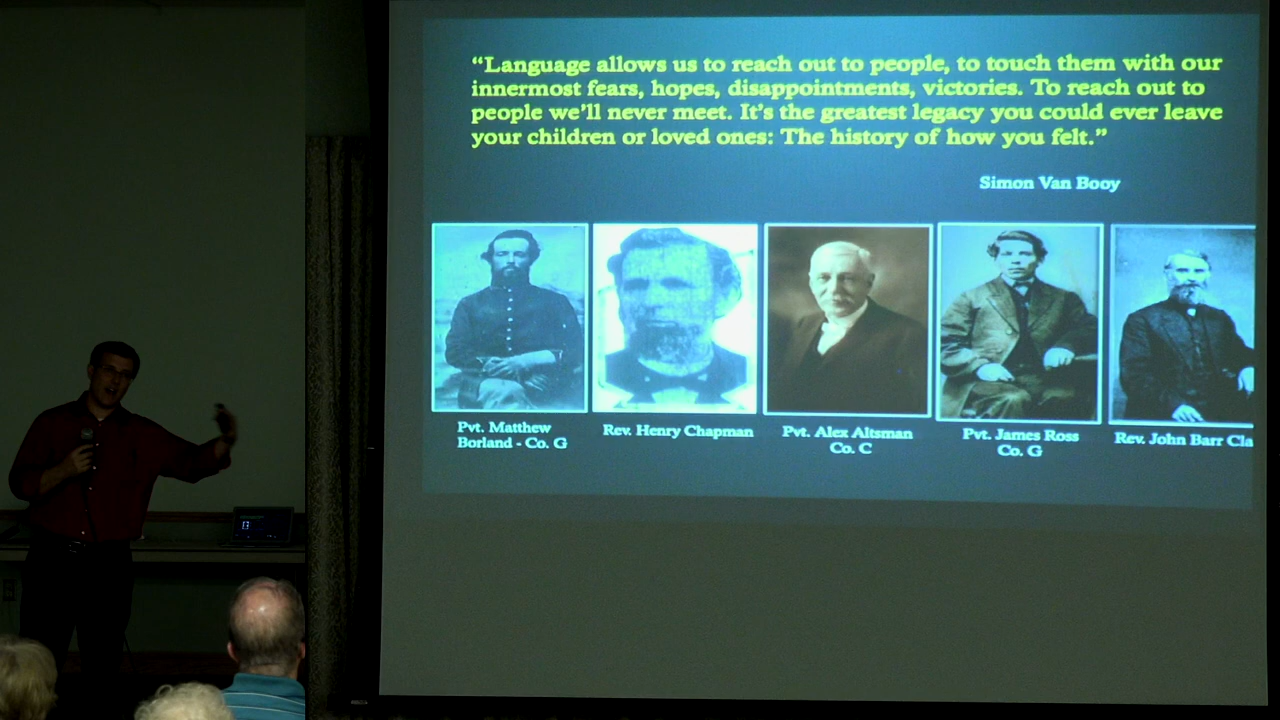 “Language allows us to reach out to people, to touch them with our
innermost fears, hopes, disappointments, victories. To reach out to
people we’ll never meet. It’s the greatest legacy you could ever leave
your children or loved ones: The history of how you felt.”
Simon Van Booy
Pvt. Matthew
Borland - Co. G
Rev. Henry Chapman
Pvt. Alex Altsman
Co. C
Pvt. James Ross
Co. G
Rev. John Barr Cla